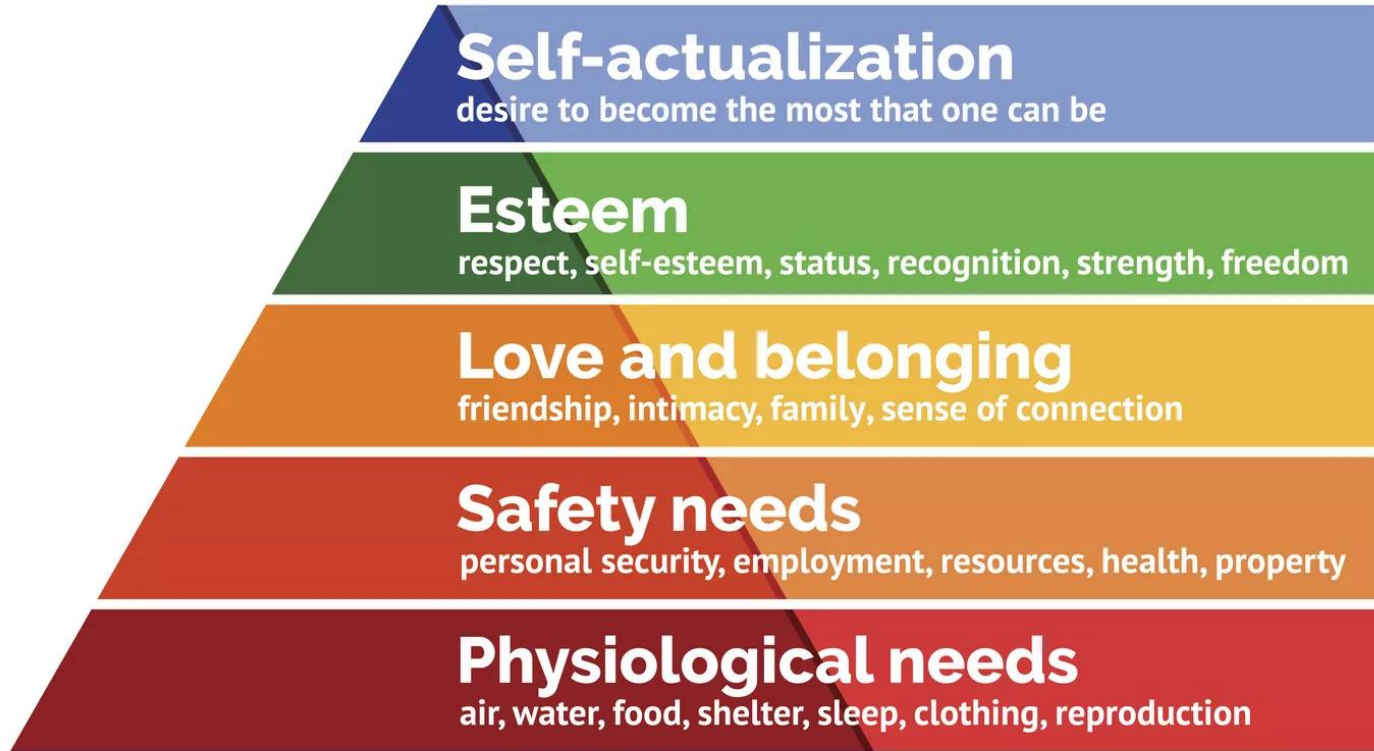 Self-actualization
desire to become the most that one can be
Esteem
respect, self-esteem, status, recognition, strength, freedom
Love and belonging
friendship, intimacy, family, sense of connection
Safety needs
personal security, employment, resources, health, property
Physiological needs
air, water, food, shelter, sleep, clothing, reproduction